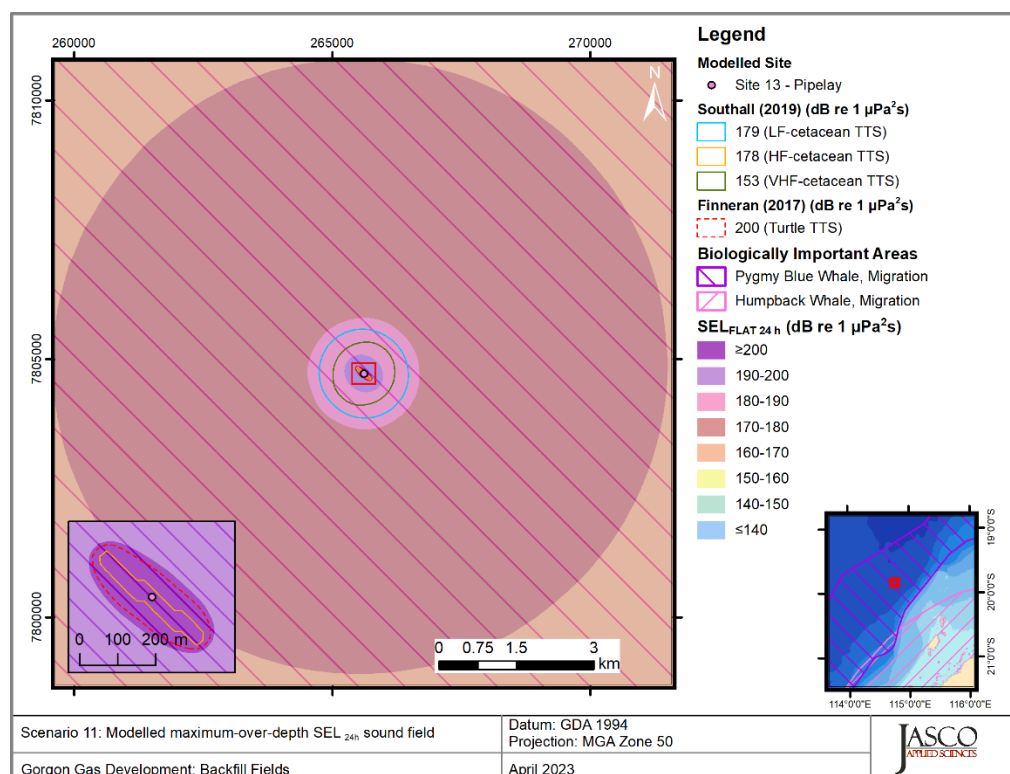 260000
265000
270000
7810000
7805000
7800000
N
0 100 200 m
0 0.75 1.5 3
km
Legend
Modelled Site
Site 13 - Pipelay
Southall (2019) (dB re 1 µPa²s)
179 (LF-cetacean TTS)
178 (HF-cetacean TTS)
153 (VHF-cetacean TTS)
Finneran (2017) (dB re 1 µPa²s)
200 (Turtle TTS)
Biologically Important Areas
Pygmy Blue Whale, Migration
Humpback Whale, Migration
SEL FLAT 24 h (dB re 1 µPa²s)
≥200
190-200
180-190
170-180
160-170
150-160
140-150
≤140
19°0'0"S
20°0'0"S
21°0'0"S
114°0'0"E 115°0'0"E 116°0'0"E
Scenario 11: Modelled maximum-over-depth SEL 24h sound field
Datum: GDA 1994
Projection: MGA Zone 50
Gorgon Gas Development: Backfill Fields
April 2023
JASCO
APPLIED SCIENCES